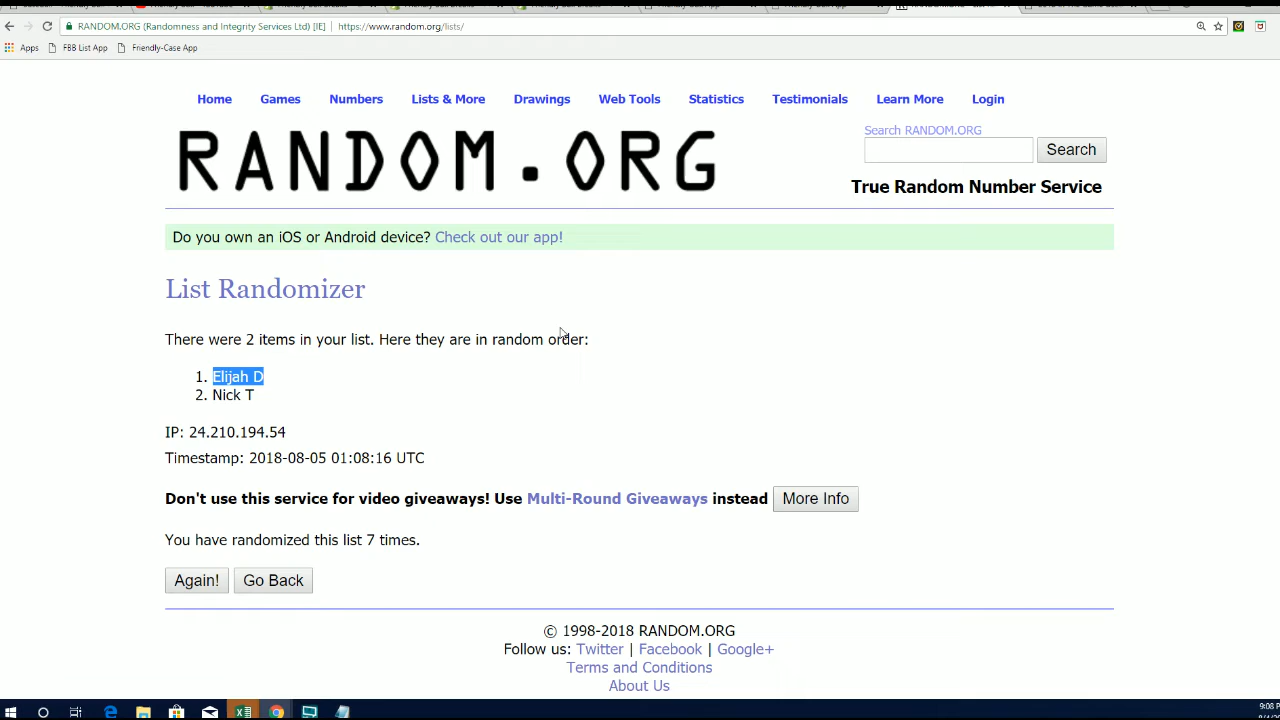 RANDOM.ORG (Randomness and Integrity Services Ltd) [IE] | https://www.random.org/lists/
Apps FBB List App Friendly-Case App
Home Games Numbers Lists & More Drawings Web Tools Statistics Testimonials Learn More Login
Search RANDOM.ORG
RANDOM.ORG
Search
True Random Number Service
Do you own an iOS or Android device? Check out our app!
List Randomizer
There were 2 items in your list. Here they are in random order:
1. Elijah D
2. Nick T
IP: 24.210.194.54
Timestamp: 2018-08-05 01:08:16 UTC
Don't use this service for video giveaways! Use Multi-Round Giveaways instead More Info
You have randomized this list 7 times.
Again! Go Back
© 1998-2018 RANDOM.ORG
Follow us: Twitter | Facebook | Google+
Terms and Conditions
About Us
9:08 P